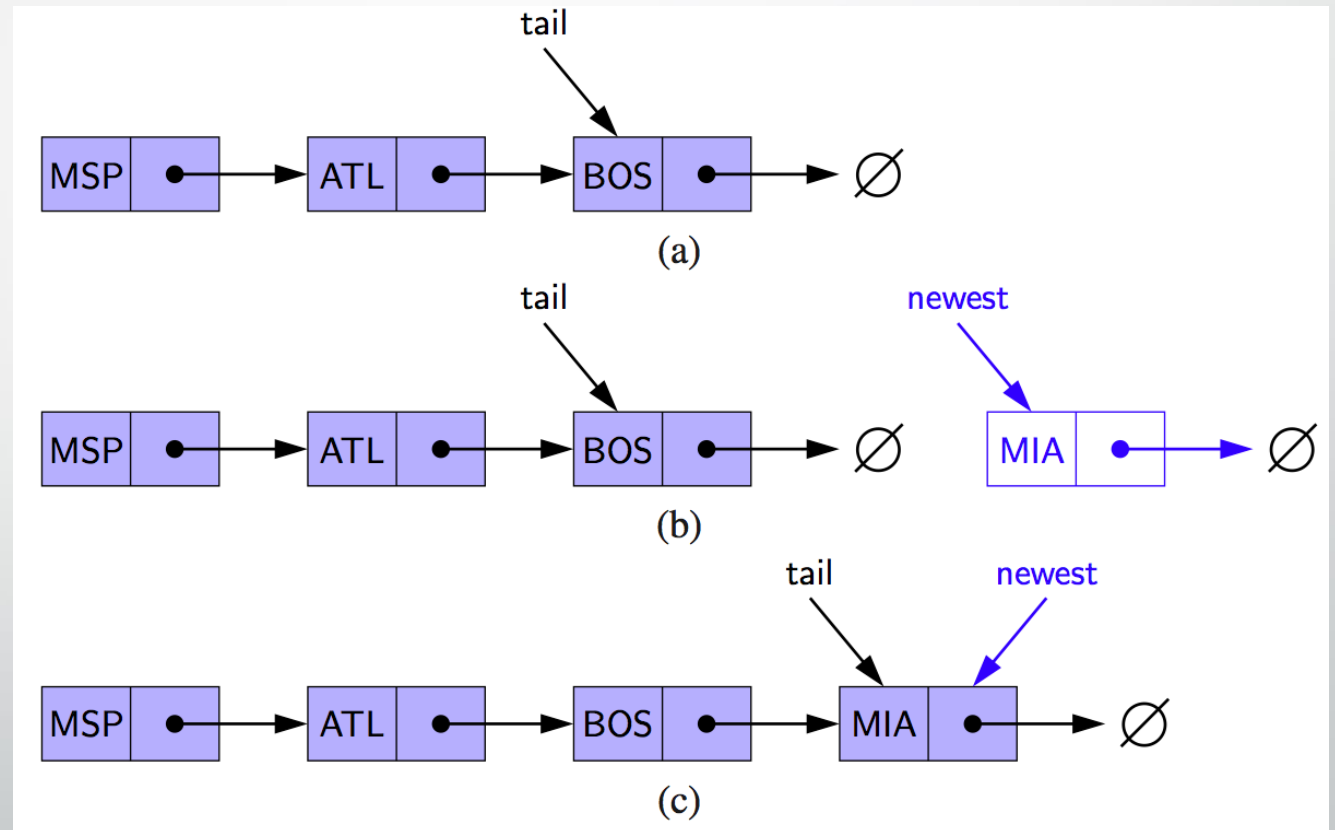 tail
MSP ATL BOS ∅
(a)
tail newest
MSP ATL BOS ∅ MIA ∅
(b)
tail newest
MSP ATL BOS MIA ∅
(c)